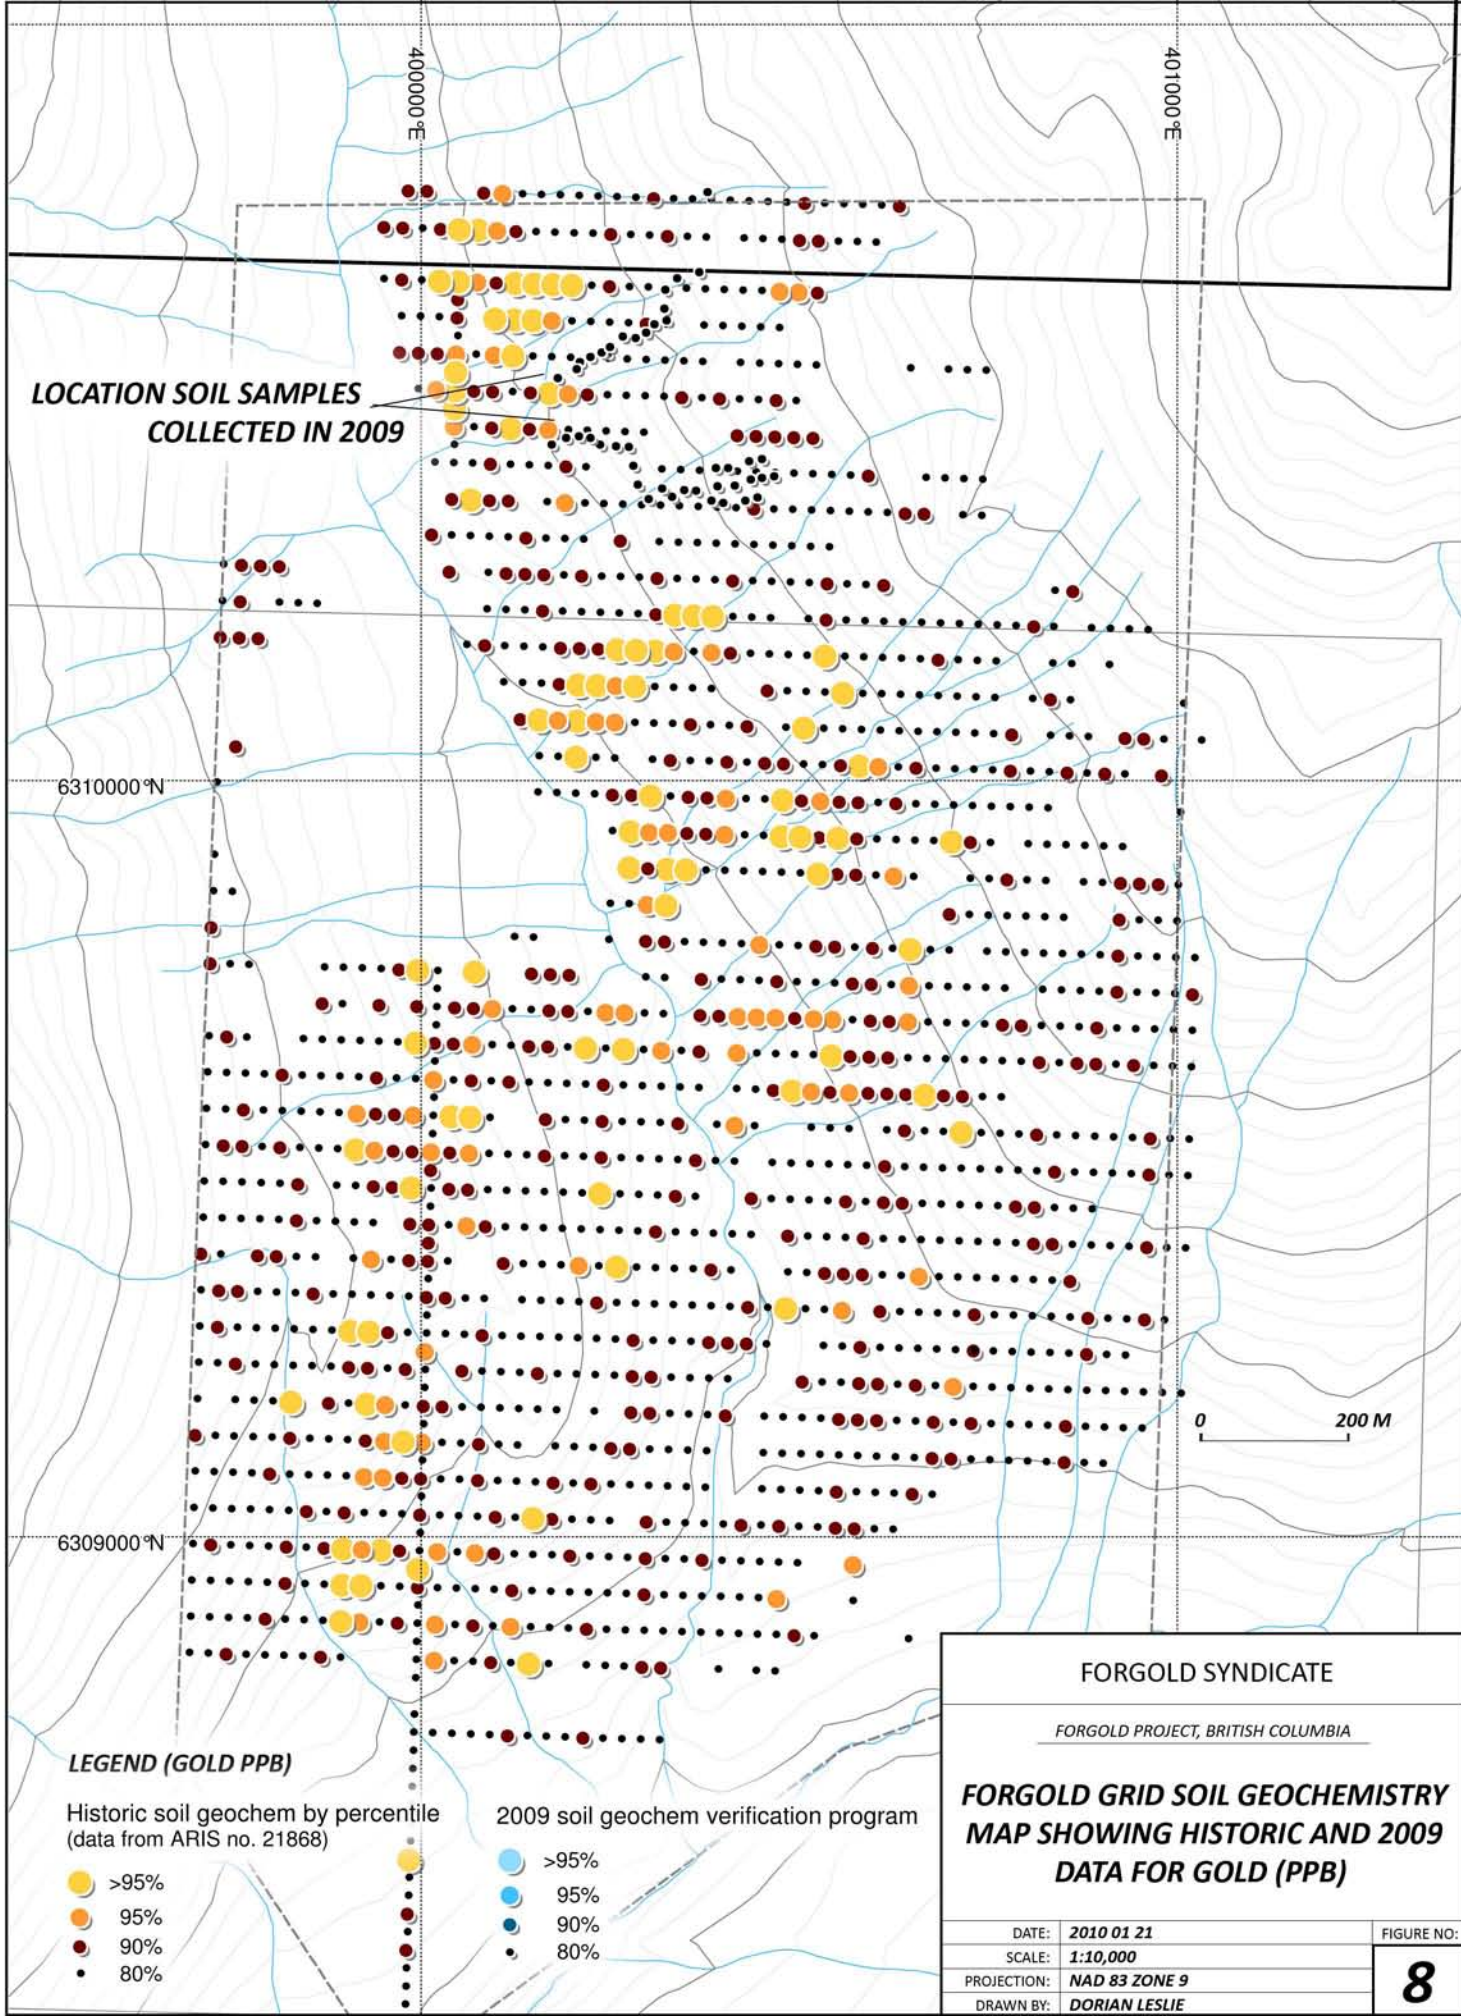 400000°E
401000°E
LOCATION SOIL SAMPLES
COLLECTED IN 2009
6310000°N
0 200 M
6309000°N
LEGEND (GOLD PPB)
Historic soil geochem by percentile
(data from ARIS no. 21868)
>95%
95%
90%
80%
2009 soil geochem verification program
>95%
95%
90%
80%
FORGOLD SYNDICATE
FORGOLD PROJECT, BRITISH COLUMBIA
FORGOLD GRID SOIL GEOCHEMISTRY
MAP SHOWING HISTORIC AND 2009
DATA FOR GOLD (PPB)
DATE: 2010 01 21
SCALE: 1:10,000
PROJECTION: NAD 83 ZONE 9
DRAWN BY: DORIAN LESLIE
FIGURE NO:
8